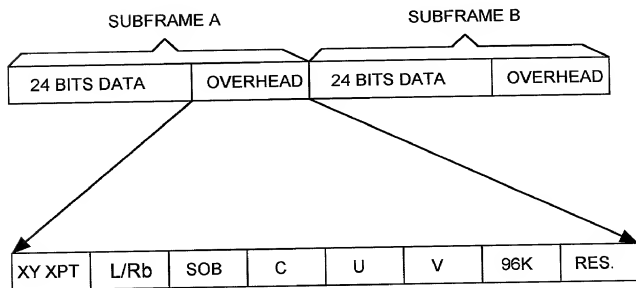 SUBFRAME A SUBFRAME B
24 BITS DATA OVERHEAD 24 BITS DATA OVERHEAD
XY XPT L/Rb SOB C U V 96K RES.